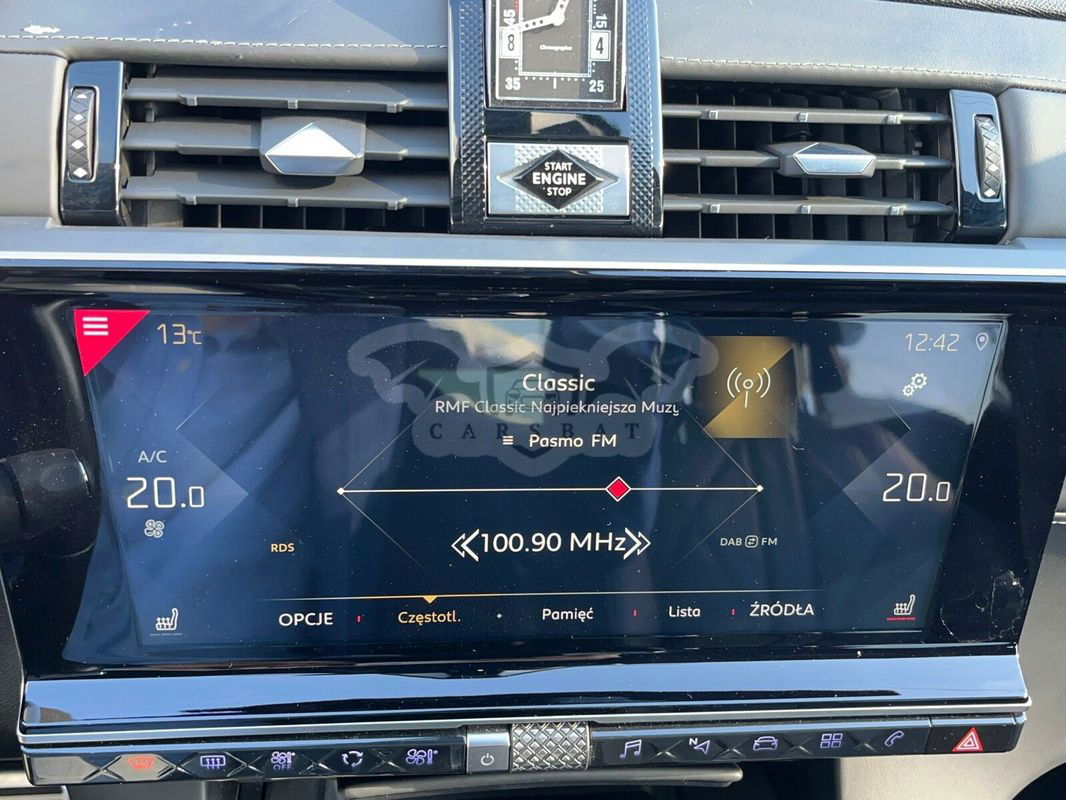 45
15
8
Chronographe
4
35
25
START
ENGINE
STOP
13°C
12:42
Classic
RMF Classic Najpiekniejsza Muzy
CARSBAT
Pasmo FM
A/C
20.0
20.0
100.90 MHz
RDS
DAB FM
OPCJE
Częstotl.
Pamięć
Lista
ŹRÓDŁA
OFF
N